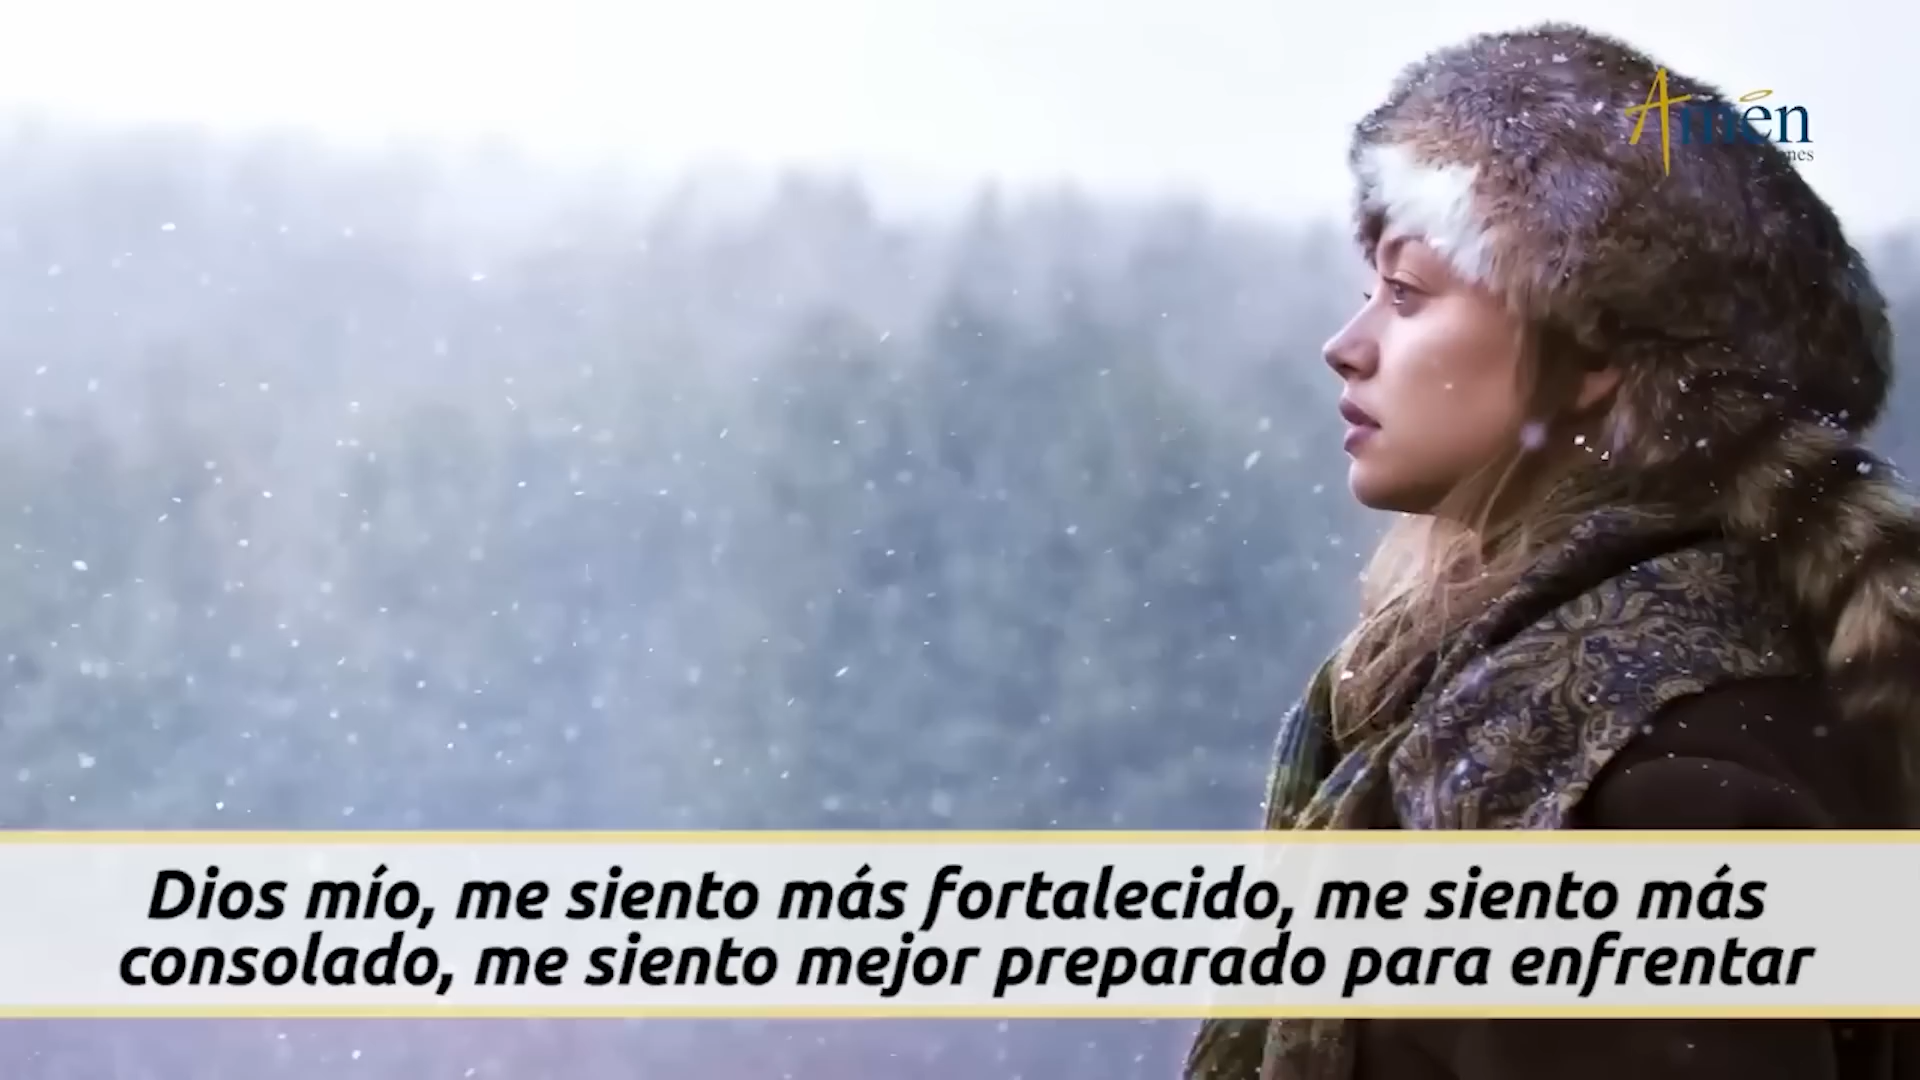 Amén
Dios mío, me siento más fortalecido, me siento más
consolado, me siento mejor preparado para enfrentar